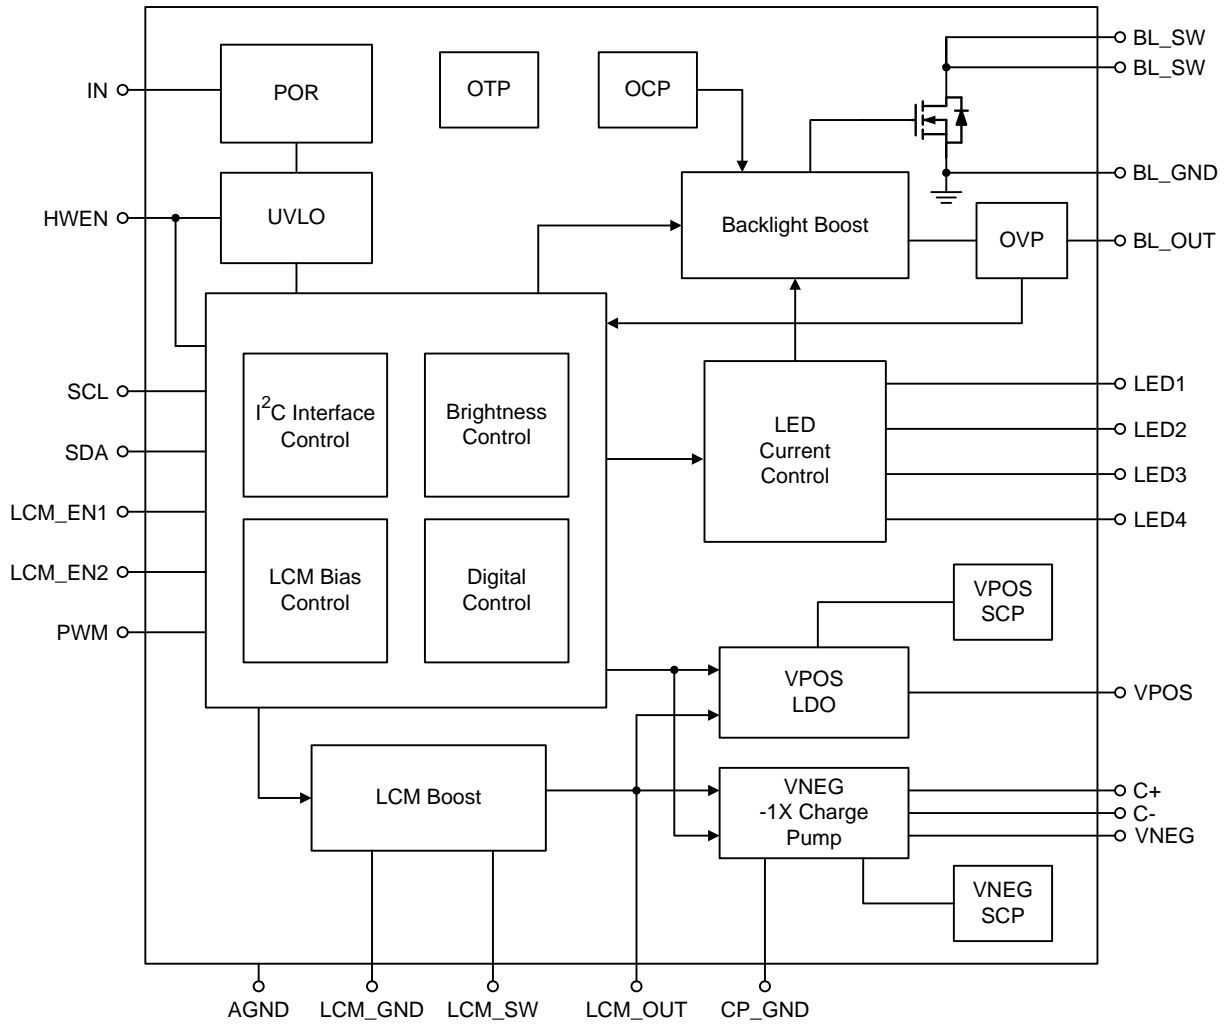 BL_SW
BL_SW
IN
POR
OTP
OCP
BL_GND
HWEN
UVLO
Backlight Boost
OVP
BL_OUT
SCL
SDA
LCM_EN1
LCM_EN2
PWM
I2C Interface
Control
Brightness
Control
LCM Bias
Control
Digital
Control
LED
Current
Control
LED1
LED2
LED3
LED4
VPOS
SCP
VPOS
LDO
VPOS
LCM Boost
VNEG
-1X Charge
Pump
C+
C-
VNEG
VNEG
SCP
AGND
LCM_GND
LCM_SW
LCM_OUT
CP_GND